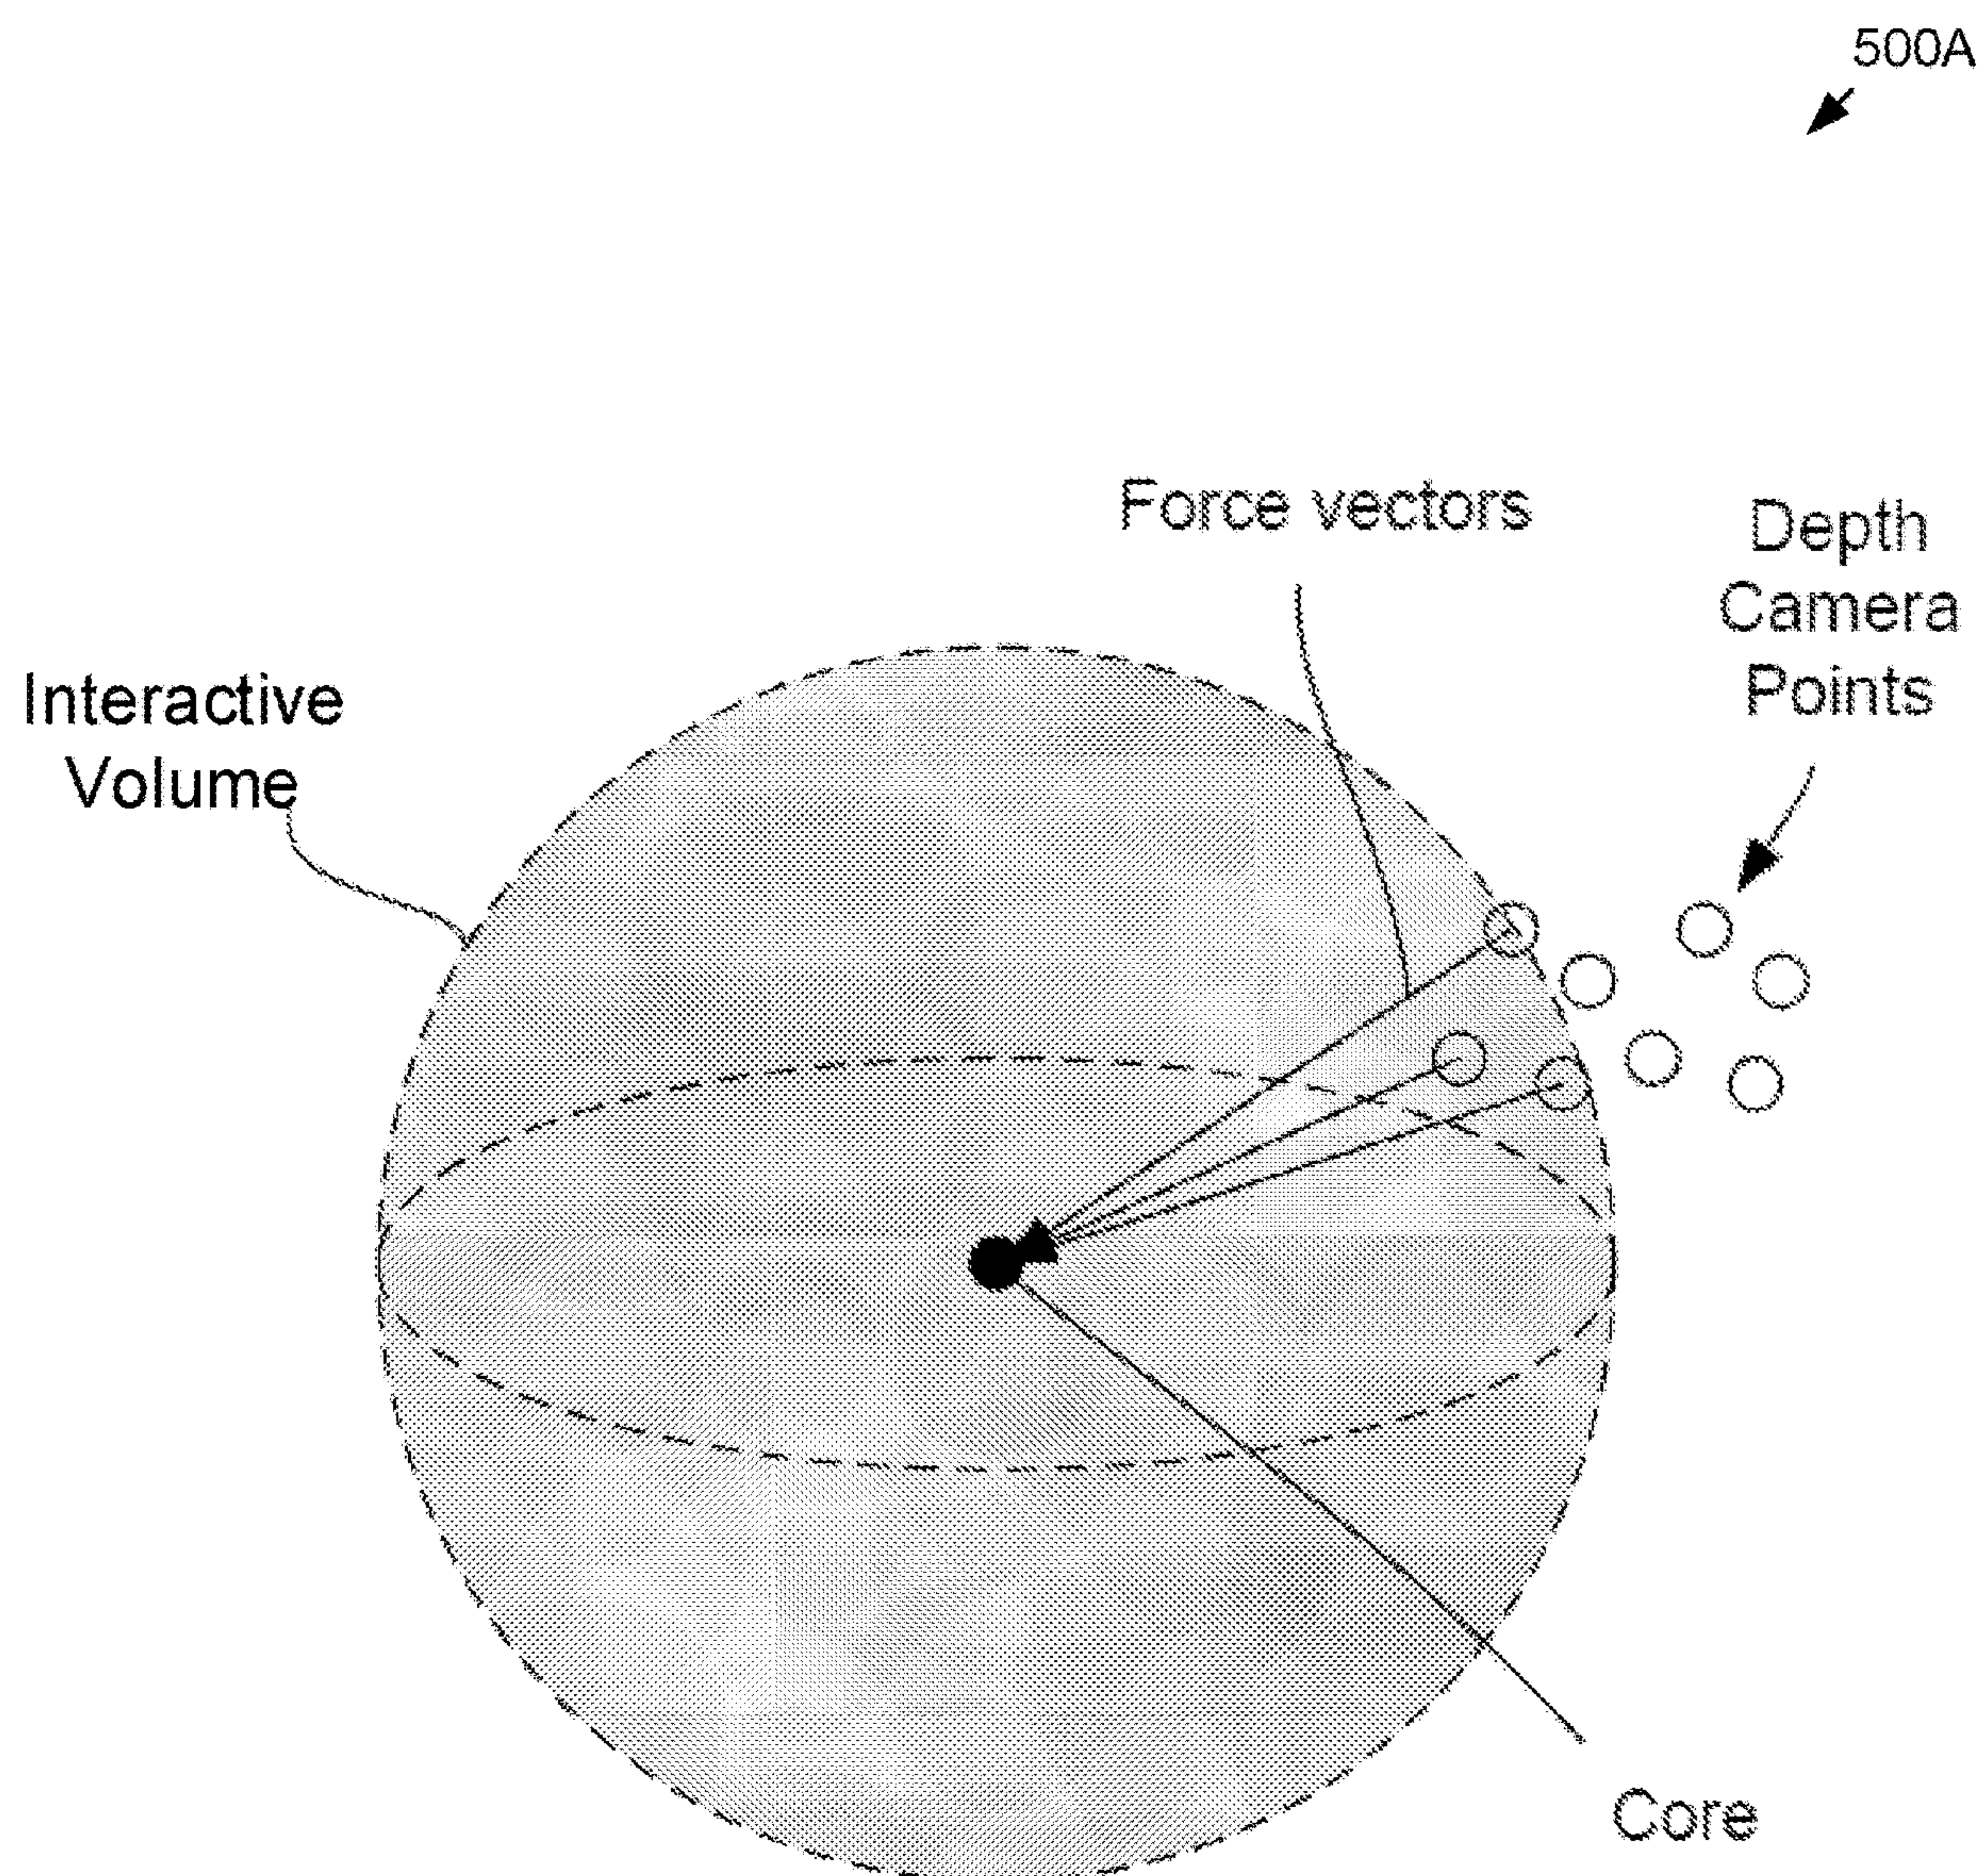 500A
Force vectors
Depth
Camera
Points
Interactive
Volume
Core